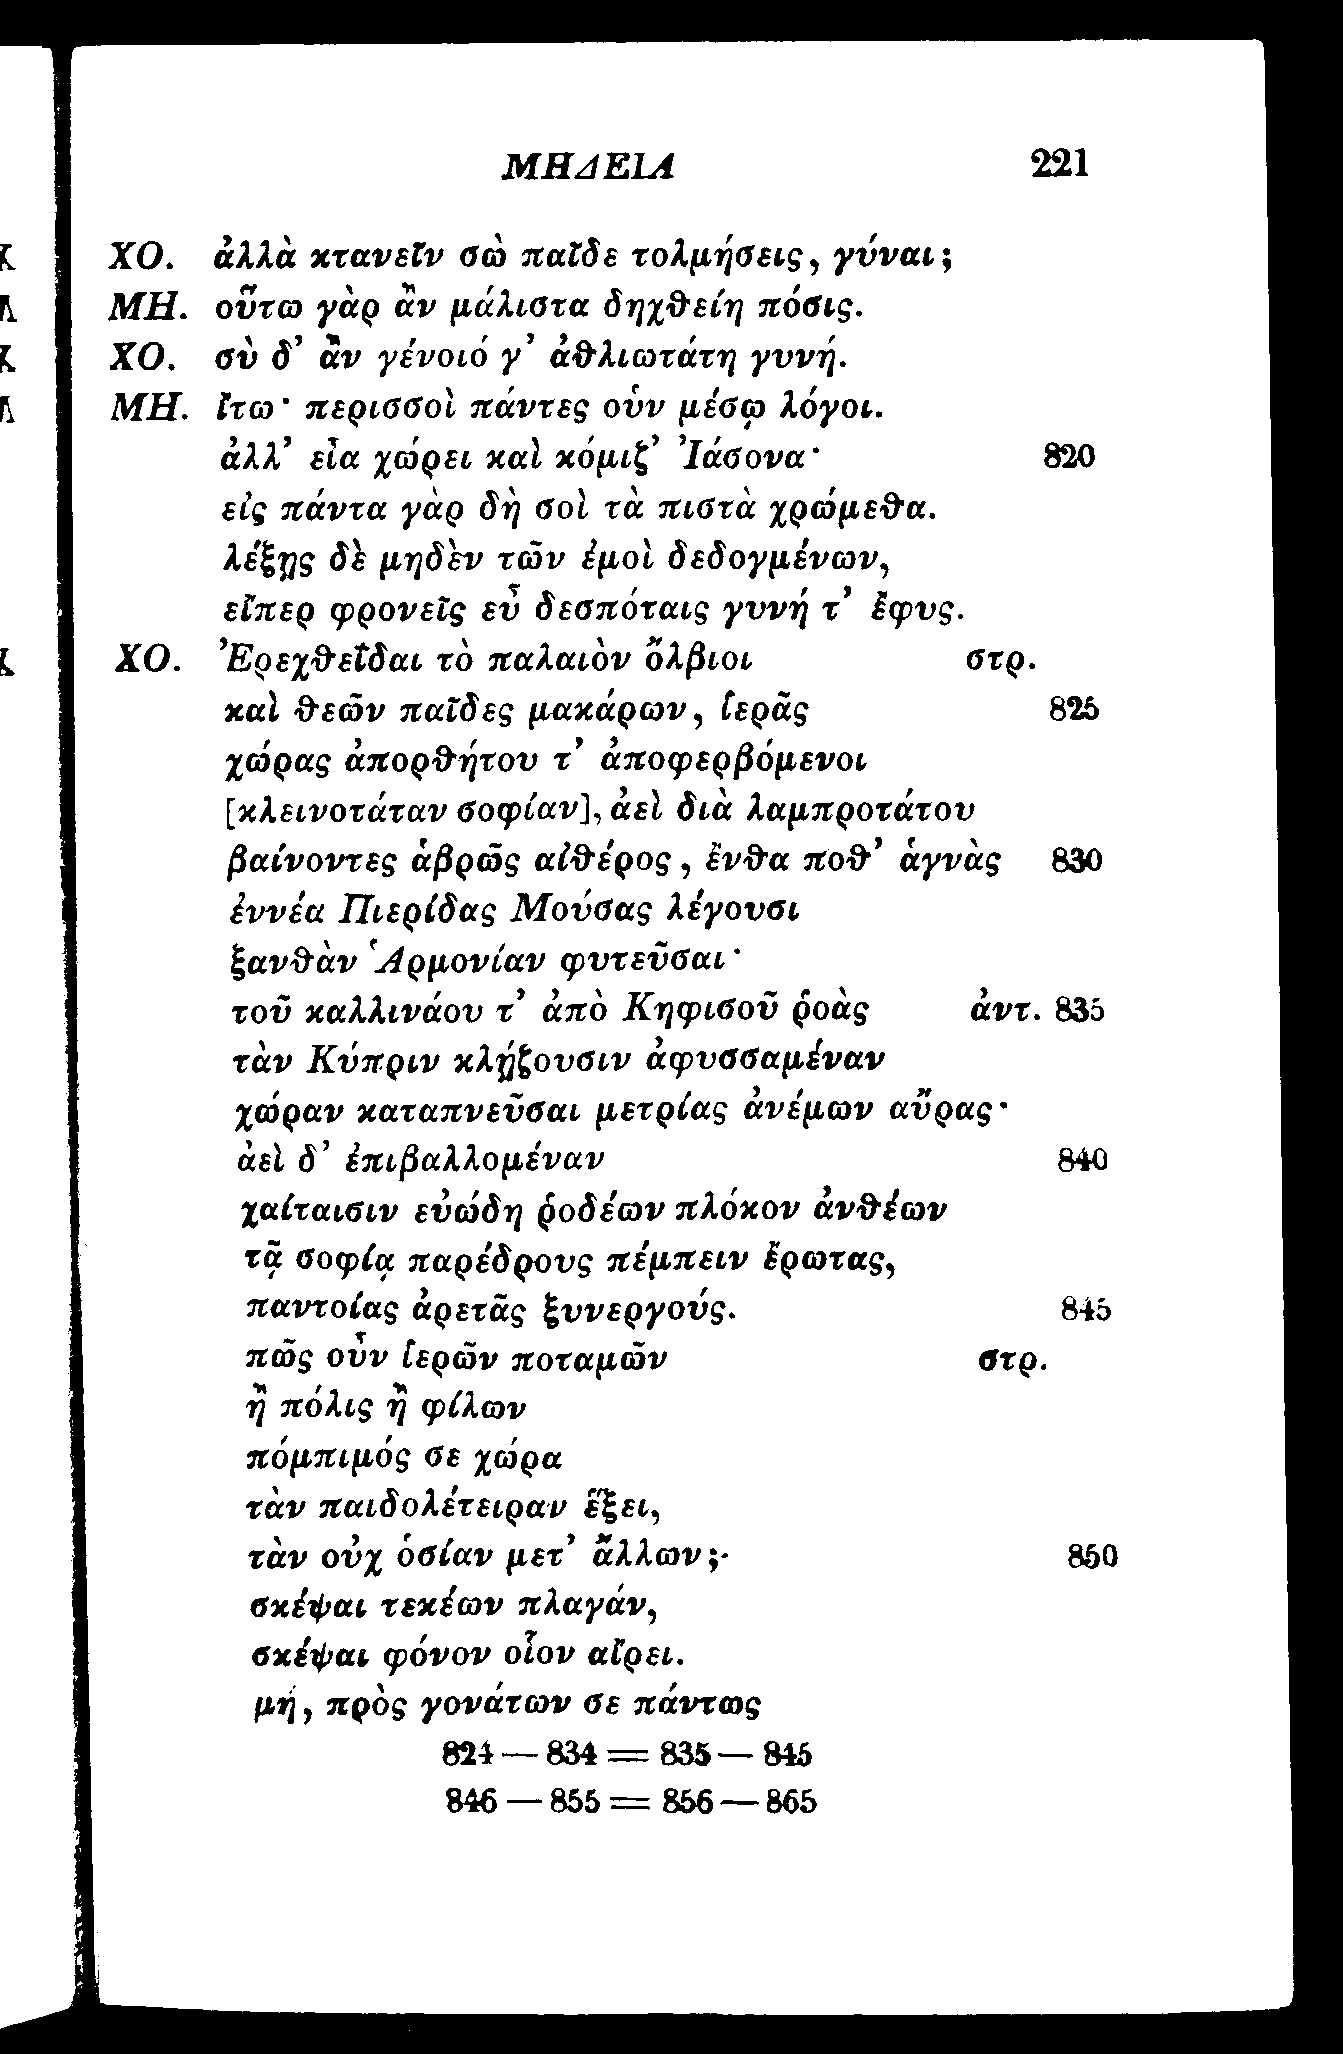 ΜΗΔΕΙΑ 221
ΧΟ. ἀλλὰ κτανεῖν σὼ παῖδε τολμήσεις, γύναι;
ΜΗ. οὕτω γὰρ ἂν μάλιστα δηχθείη πόσις.
ΧΟ. σὺ δ’ ἂν γένοιό γ’ ἀθλιωτάτη γυνή.
ΜΗ. ἴτω· περισσοὶ πάντες οὑν μέσῳ λόγοι.
ἀλλ’ εἶα χώρει καὶ κόμιζ’ Ἰάσονα· 820
εἰς πάντα γὰρ δὴ σοὶ τὰ πιστὰ χρώμεθα.
λέξῃς δὲ μηδὲν τῶν ἐμοὶ δεδογμένων,
εἴπερ φρονεῖς εὖ δεσπόταις γυνή τ’ ἔφυς.
ΧΟ. Ἐρεχθεΐδαι τὸ παλαιὸν ὄλβιοι στρ.
καὶ θεῶν παῖδες μακάρων, ἱερᾶς 825
χώρας ἀπορθήτου τ’ ἀποφερβόμενοι
[κλεινοτάταν σοφίαν], ἀεὶ διὰ λαμπροτάτου
βαίνοντες ἁβρῶς αἰθέρος, ἔνθα ποθ’ ἁγνὰς 830
ἐννέα Πιερίδας Μούσας λέγουσι
ξανθὰν Ἁρμονίαν φυτεῦσαι·
τοῦ καλλινάου τ’ ἀπὸ Κηφισοῦ ῥοὰς ἀντ. 835
τὰν Κύπριν κλῄζουσιν ἀφυσσαμέναν
χώραν καταπνεῦσαι μετρίας ἀνέμων αὔρας·
ἀεὶ δ’ ἐπιβαλλομέναν 840
χαίταισιν εὐώδη ῥοδέων πλόκον ἀνθέων
τᾷ σοφίᾳ παρέδρους πέμπειν ἔρωτας,
παντοίας ἀρετᾶς ξυνεργούς. 845
πῶς οὖν ἱερῶν ποταμῶν στρ.
ἢ πόλις ἢ φίλων
πόμπιμός σε χώρα
τὰν παιδολέτειραν ἕξει,
τὰν οὐχ ὁσίαν μετ’ ἄλλων; 850
σκέψαι τεκέων πλαγάν,
σκέψαι φόνον οἷον αἴρει.
μή, πρὸς γονάτων σε πάντως
824 — 834 = 835 — 845
846 — 855 = 856 — 865